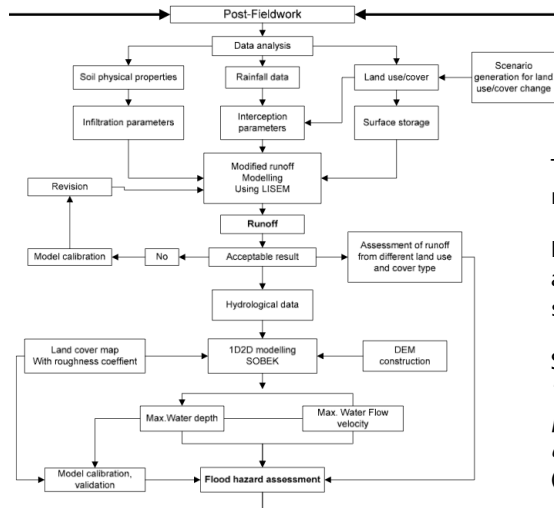 Post-Fieldwork
Data analysis
Soil physical properties
Rainfall data
Land use/cover
Scenario
generation for land
use/cover change
Infiltration parameters
Interception
parameters
Surface storage
Modified runoff
Modelling
Using LISEM
Revision
Runoff
Model calibration
No
Acceptable result
Assessment of runoff
from different land use
and cover type
Hydrological data
Land cover map
With roughness coeffient
1D2D modelling
SOBEK
DEM
construction
Max.Water depth
Max. Water Flow
velocity
Model calibration,
validation
Flood hazard assessment